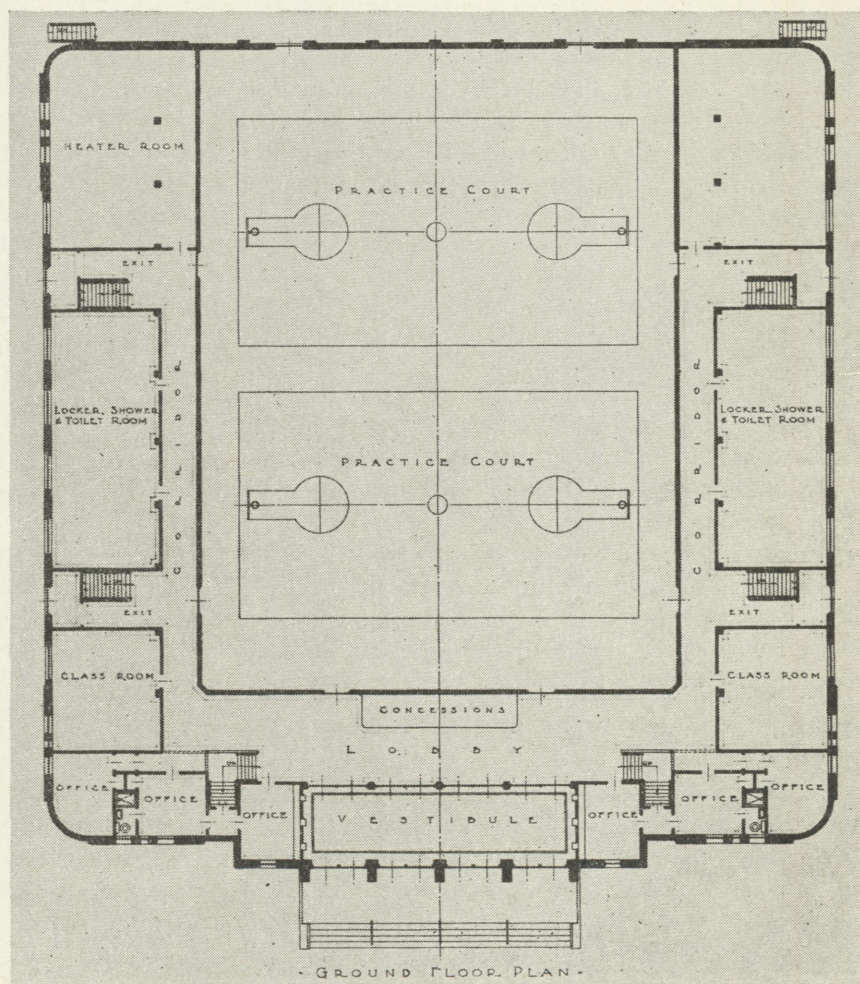 HEATER ROOM
PRACTICE COURT
EXIT
EXIT
CORRIDOR
CORRIDOR
LOCKER, SHOWER
& TOILET ROOM
LOCKER, SHOWER
& TOILET ROOM
PRACTICE COURT
EXIT
EXIT
CLASS ROOM
CLASS ROOM
CONCESSIONS
LOBBY
OFFICE
OFFICE
OFFICE
VESTIBULE
OFFICE
OFFICE
OFFICE
- GROUND FLOOR PLAN -